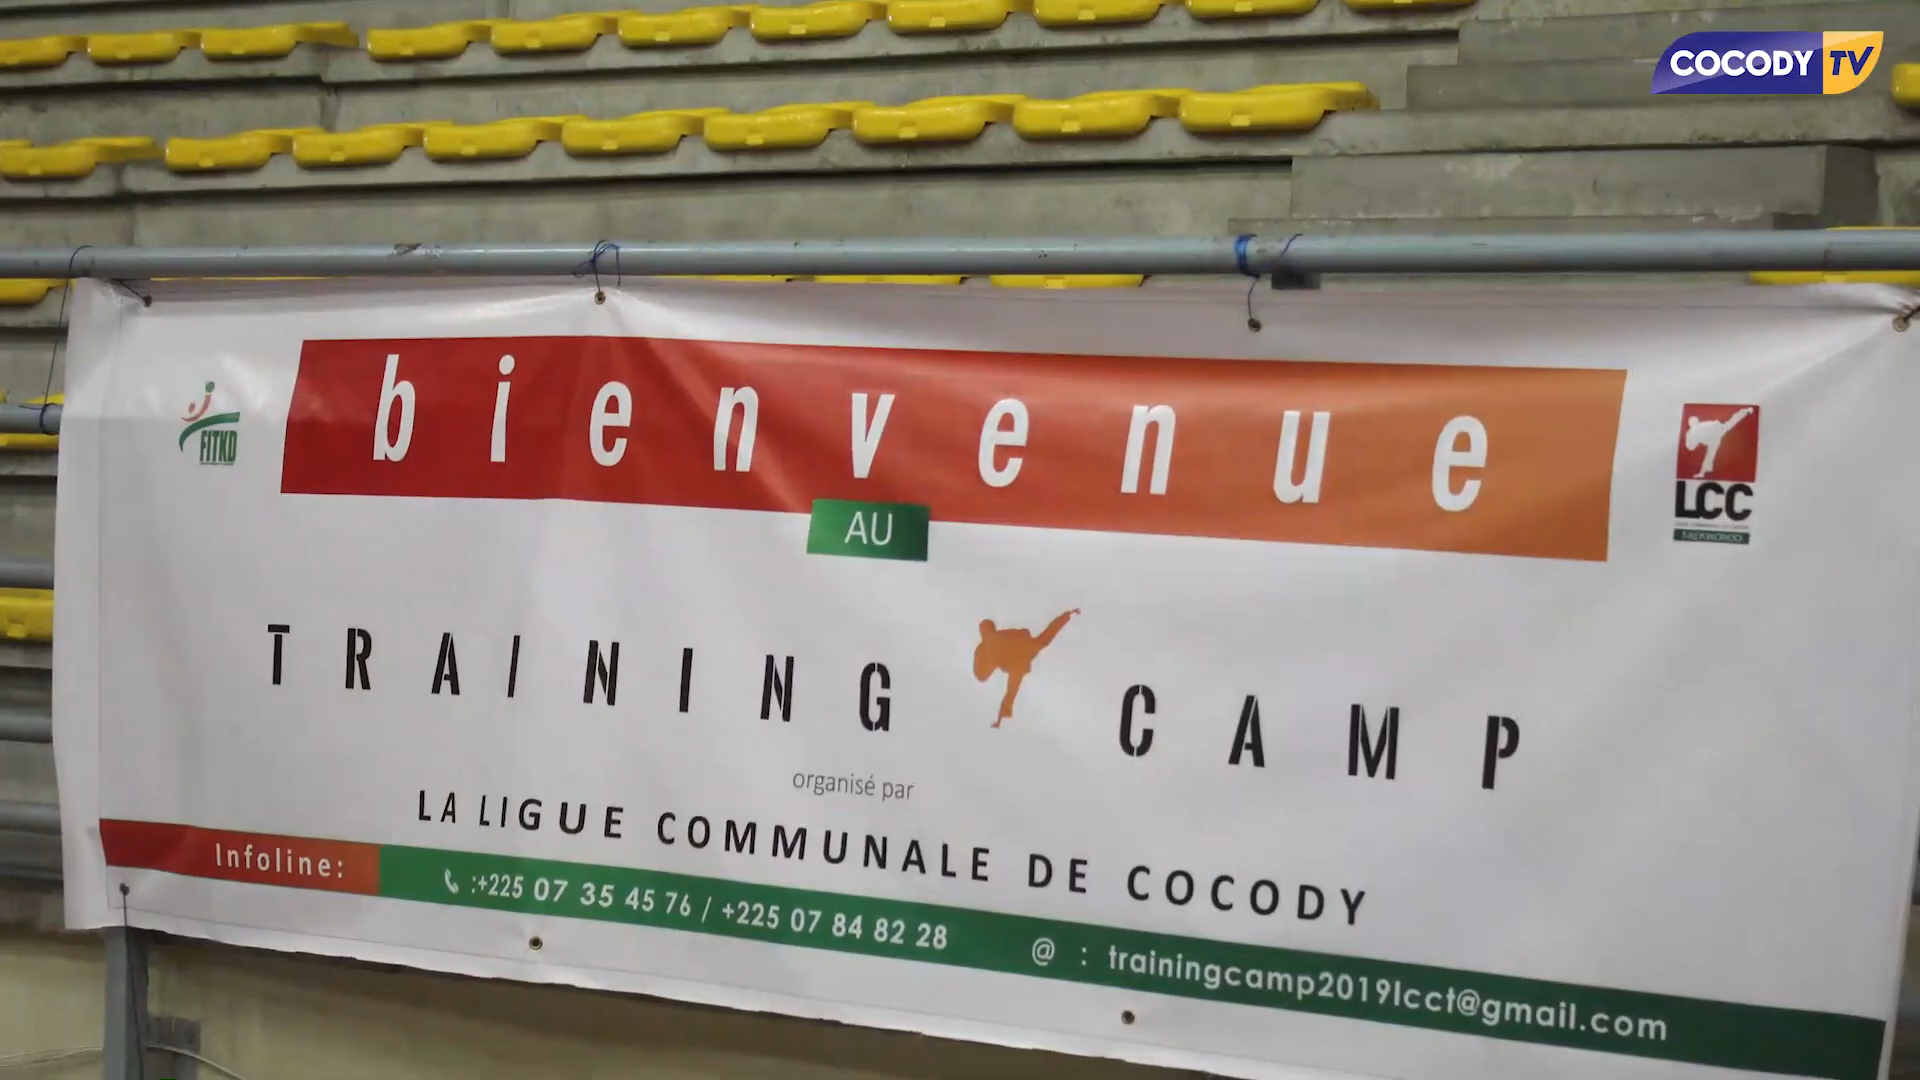 COCODY TV
bienvenue
FITKD
LCC
TAEKWONDO
AU
TRAINING CAMP
organisé par
LA LIGUE COMMUNALE DE COCODY
Infoline:
:+225 07 35 45 76 / +225 07 84 82 28
@ : trainingcamp2019lcct@gmail.com